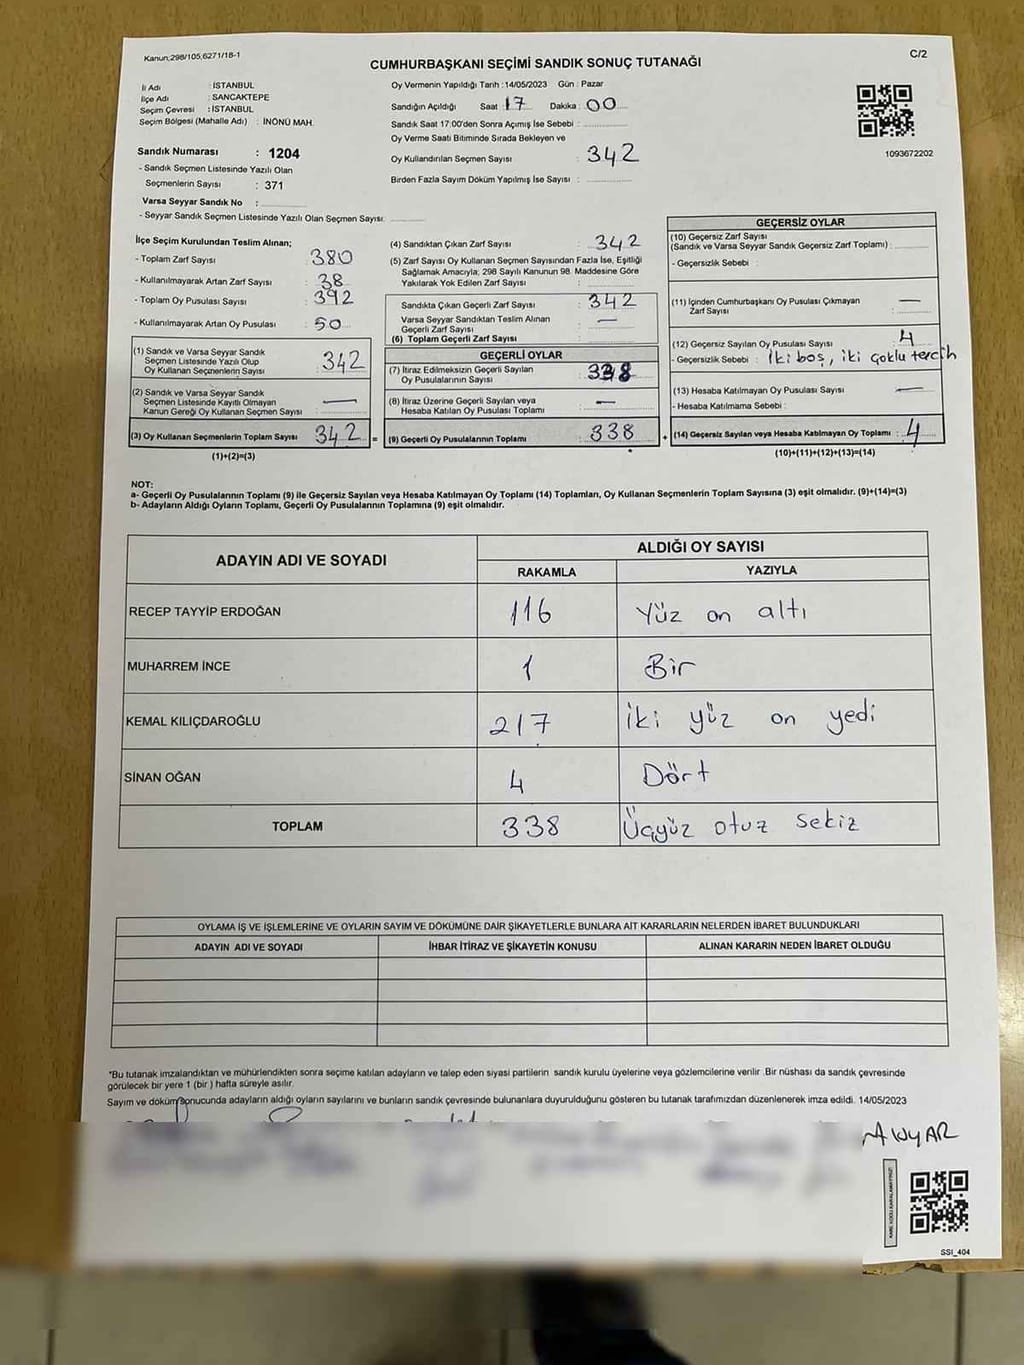 Kanun;298/105;6271/18-1
C/2
CUMHURBAŞKANI SEÇİMİ SANDIK SONUÇ TUTANAĞI
İl Adı : İSTANBUL
İlçe Adı : SANCAKTEPE
Seçim Çevresi : İSTANBUL
Seçim Bölgesi (Mahalle Adı) : İNÖNÜ MAH.
Sandık Numarası : 1204
- Sandık Seçmen Listesinde Yazılı Olan
Seçmenlerin Sayısı : 371
Varsa Seyyar Sandık No :
- Seyyar Sandık Seçmen Listesinde Yazılı Olan Seçmen Sayısı:
Oy Vermenin Yapıldığı Tarih :14/05/2023 Gün : Pazar
Sandığın Açıldığı Saat : 17 Dakika : 00
Sandık Saat 17:00'den Sonra Açımış İse Sebebi :
Oy Verme Saati Bitiminde Sırada Bekleyen ve
Oy Kullandırılan Seçmen Sayısı : 342
Birden Fazla Sayım Döküm Yapılmış İse Sayısı :
1093672202
İlçe Seçim Kurulundan Teslim Alınan;
- Toplam Zarf Sayısı : 380
- Kullanılmayarak Artan Zarf Sayısı : 38
- Toplam Oy Pusulası Sayısı : 392
- Kullanılmayarak Artan Oy Pusulası : 50
(1) Sandık ve Varsa Seyyar Sandık
Seçmen Listesinde Yazılı Olup
Oy Kullanan Seçmenlerin Sayısı : 342
(2) Sandık ve Varsa Seyyar Sandık
Seçmen Listesinde Kayıtlı Olmayan
Kanun Gereği Oy Kullanan Seçmen Sayısı : —
(3) Oy Kullanan Seçmenlerin Toplam Sayısı : 342 =
(1)+(2)=(3)
(4) Sandıktan Çıkan Zarf Sayısı : 342
(5) Zarf Sayısı Oy Kullanan Seçmen Sayısından Fazla İse, Eşitliği
Sağlamak Amacıyla; 298 Sayılı Kanunun 98. Maddesine Göre
Yakılarak Yok Edilen Zarf Sayısı :
Sandıkta Çıkan Geçerli Zarf Sayısı : 342
Varsa Seyyar Sandıktan Teslim Alınan
Geçerli Zarf Sayısı : —
(6) Toplam Geçerli Zarf Sayısı :
GEÇERLİ OYLAR
(7) İtiraz Edilmeksizin Geçerli Sayılan
Oy Pusulalarının Sayısı : 338
(8) İtiraz Üzerine Geçerli Sayılan veya
Hesaba Katılan Oy Pusulası Toplamı : —
(9) Geçerli Oy Pusulalarının Toplamı : 338 +
GEÇERSİZ OYLAR
(10) Geçersiz Zarf Sayısı
(Sandık ve Varsa Seyyar Sandık Geçersiz Zarf Toplamı) :
- Geçersizlik Sebebi :
(11) İçinden Cumhurbaşkanı Oy Pusulası Çıkmayan
Zarf Sayısı : —
(12) Geçersiz Sayılan Oy Pusulası Sayısı : 4
- Geçersizlik Sebebi : İki boş, iki çoklu tercih
(13) Hesaba Katılmayan Oy Pusulası Sayısı : —
- Hesaba Katılmama Sebebi :
(14) Geçersiz Sayılan veya Hesaba Katılmayan Oy Toplamı : 4
(10)+(11)+(12)+(13)=(14)
NOT:
a- Geçerli Oy Pusulalarının Toplamı (9) ile Geçersiz Sayılan veya Hesaba Katılmayan Oy Toplamı (14) Toplamları, Oy Kullanan Seçmenlerin Toplam Sayısına (3) eşit olmalıdır. (9)+(14)=(3)
b- Adayların Aldığı Oyların Toplamı, Geçerli Oy Pusulalarının Toplamına (9) eşit olmalıdır.
ADAYIN ADI VE SOYADI
ALDIĞI OY SAYISI
RAKAMLA YAZIYLA
RECEP TAYYİP ERDOĞAN 116 Yüz on altı
MUHARREM İNCE 1 Bir
KEMAL KILIÇDAROĞLU 217 İki yüz on yedi
SİNAN OĞAN 4 Dört
TOPLAM 338 Üçyüz otuz sekiz
OYLAMA İŞ VE İŞLEMLERİNE VE OYLARIN SAYIM VE DÖKÜMÜNE DAİR ŞİKAYETLERLE BUNLARA AİT KARARLARIN NELERDEN İBARET BULUNDUKLARI
ADAYIN ADI VE SOYADI İHBAR İTİRAZ VE ŞİKAYETİN KONUSU ALINAN KARARIN NEDEN İBARET OLDUĞU
*Bu tutanak imzalandıktan ve mühürlendikten sonra seçime katılan adayların ve talep eden siyasi partilerin sandık kurulu üyelerine veya gözlemcilerine verilir .Bir nüshası da sandık çevresinde
görülecek bir yere 1 (bir ) hafta süreyle asılır.
Sayım ve döküm sonucunda adayların aldığı oyların sayılarını ve bunların sandık çevresinde bulunanlara duyurulduğunu gösteren bu tutanak tarafımızdan düzenlenerek imza edildi. 14/05/2023
SSI_404